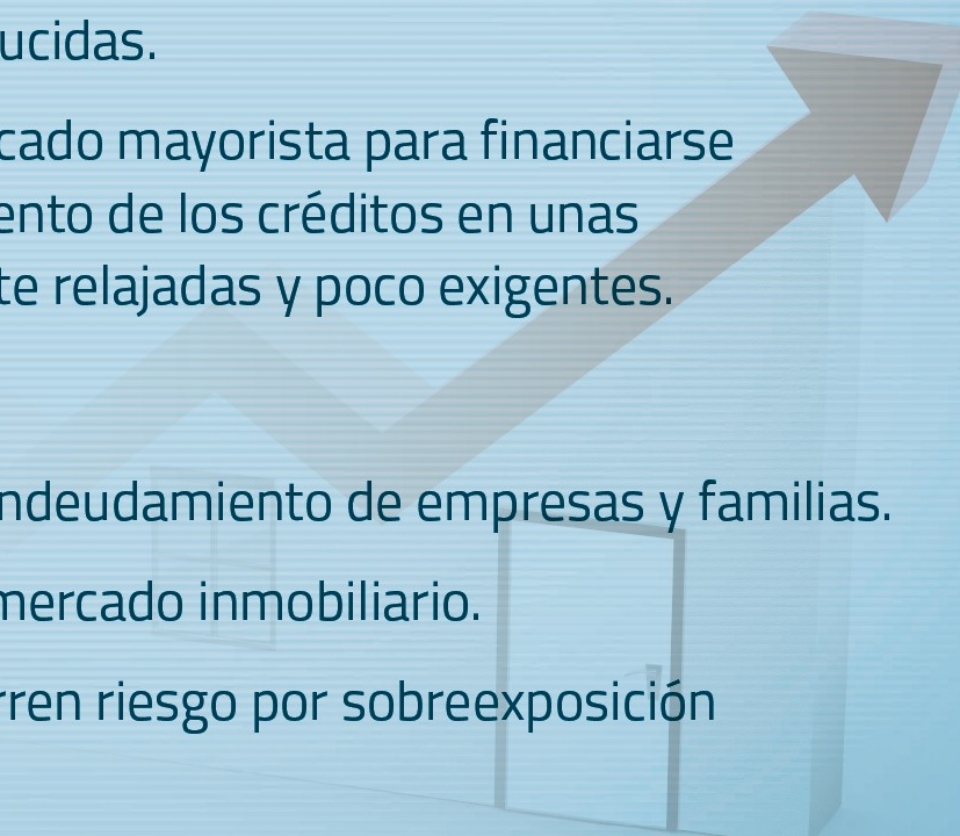 ucidas.
cado mayorista para financiarse
ento de los créditos en unas
te relajadas y poco exigentes.
ndeudamiento de empresas y familias.
mercado inmobiliario.
rren riesgo por sobreexposición